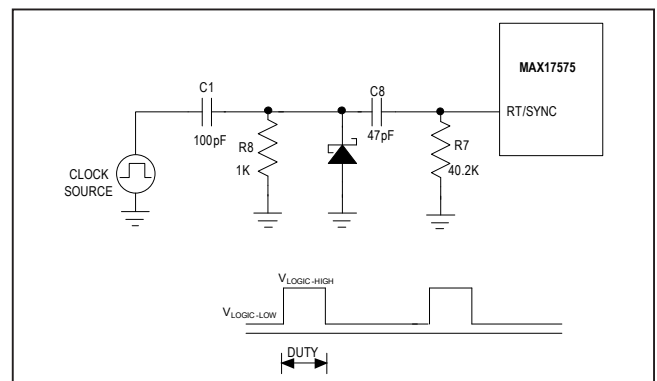 MAX17575
C1
C8
RT/SYNC
100pF
R8
1K
47pF
R7
40.2K
CLOCK
SOURCE
VLOGIC-HIGH
VLOGIC-LOW
DUTY